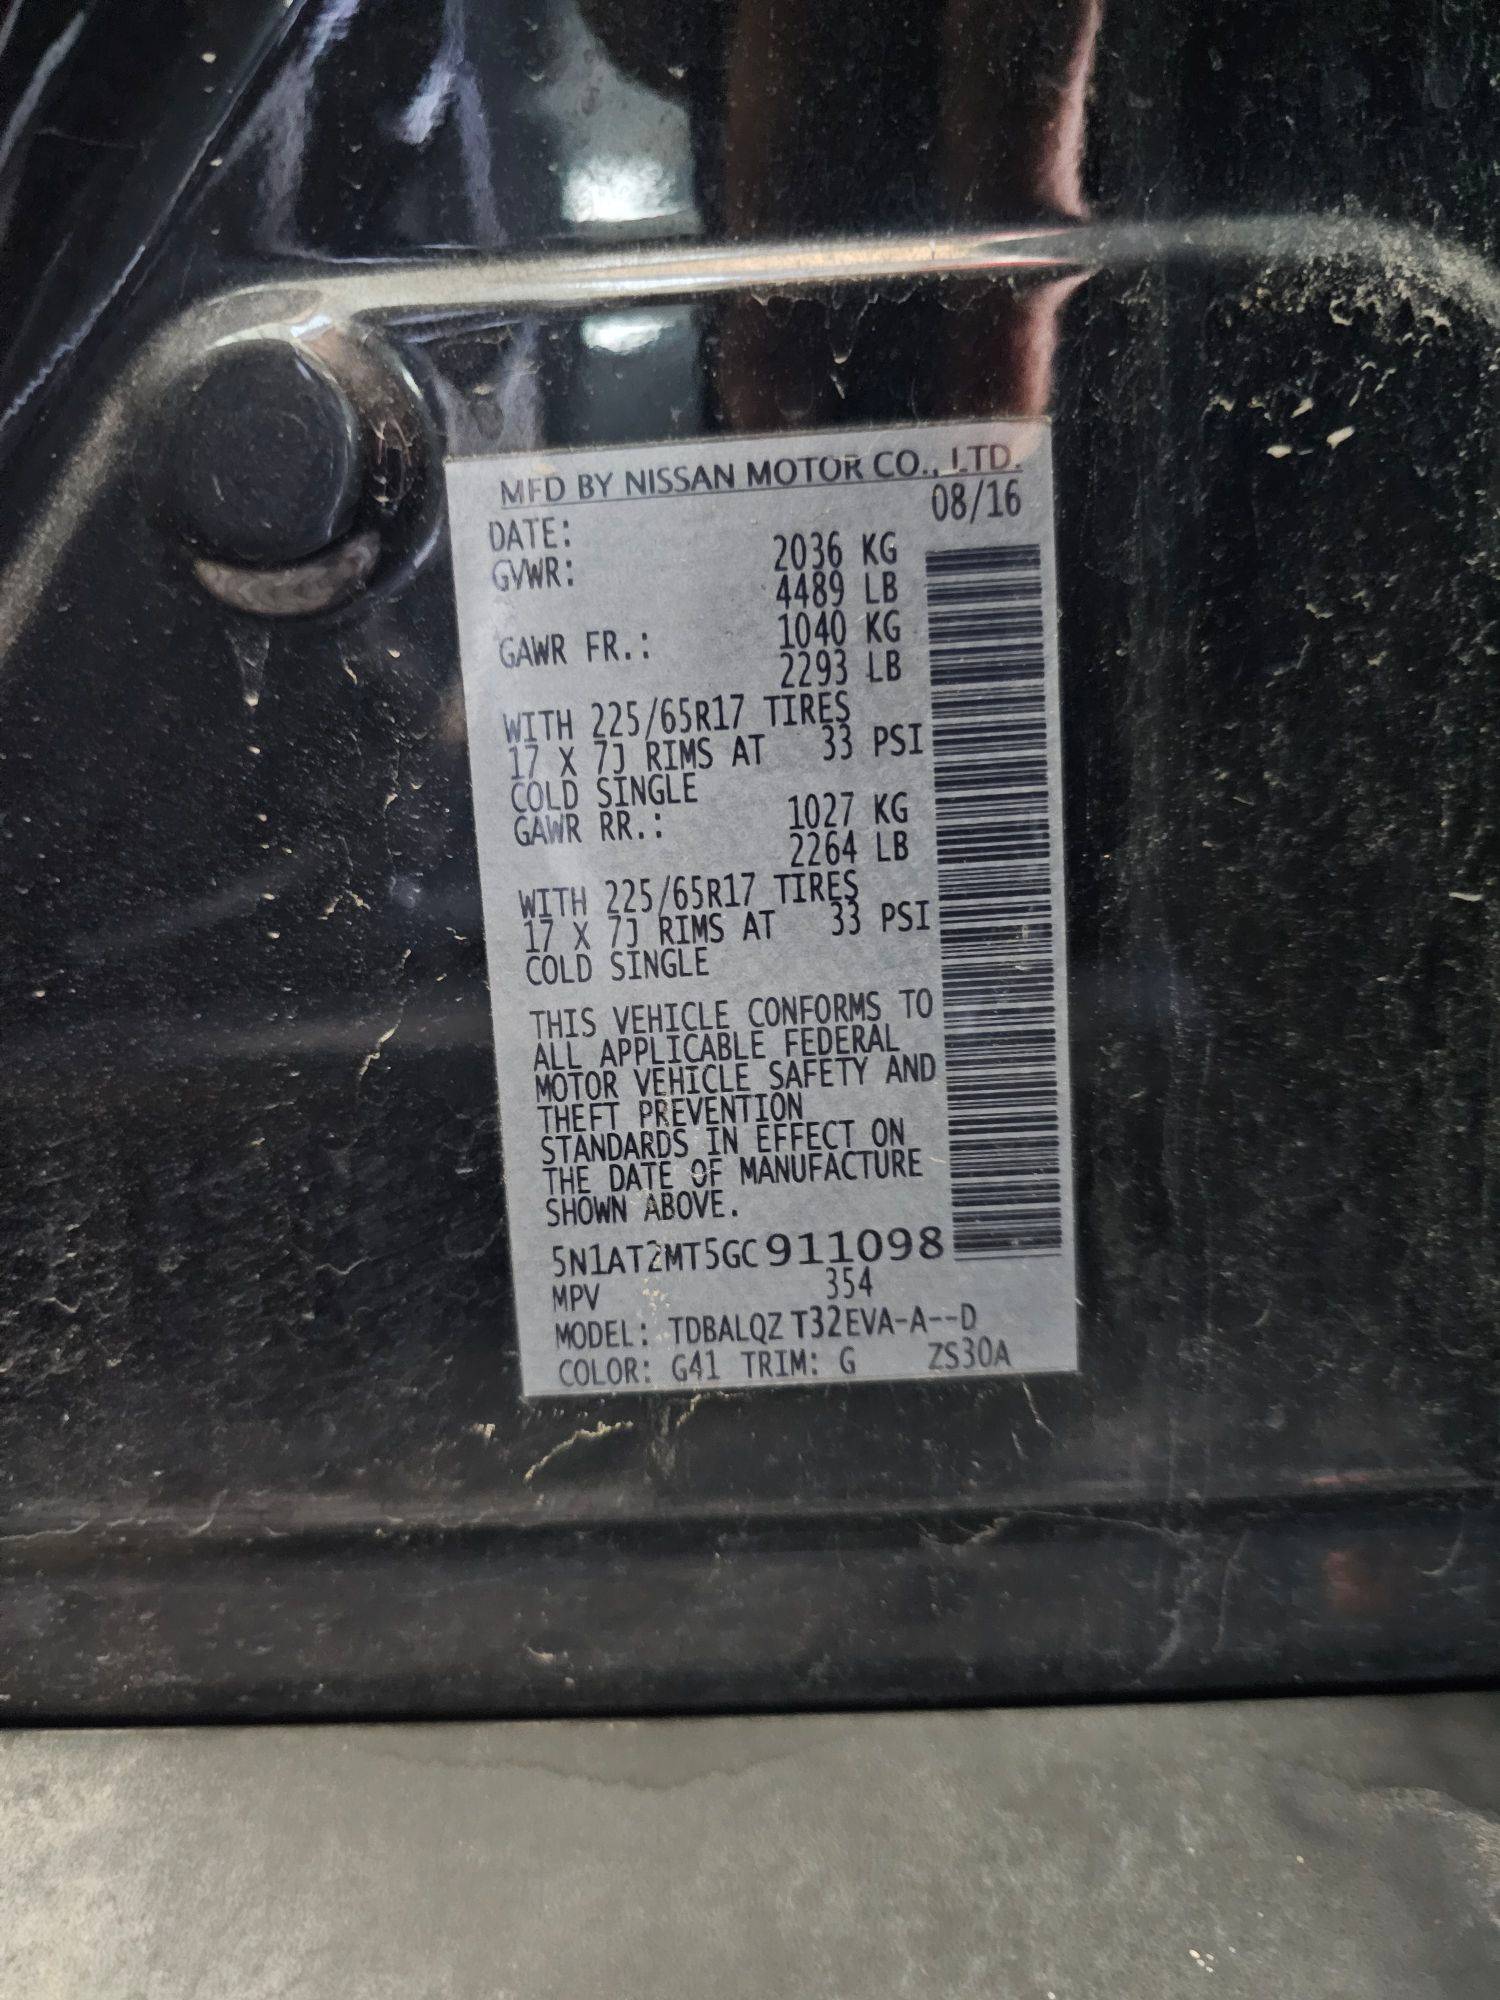 MFD BY NISSAN MOTOR CO., LTD.
DATE: 08/16
GVWR: 2036 KG
4489 LB
GAWR FR.: 1040 KG
2293 LB
WITH 225/65R17 TIRES
17 X 7J RIMS AT 33 PSI
COLD SINGLE
GAWR RR.: 1027 KG
2264 LB
WITH 225/65R17 TIRES
17 X 7J RIMS AT 33 PSI
COLD SINGLE
THIS VEHICLE CONFORMS TO
ALL APPLICABLE FEDERAL
MOTOR VEHICLE SAFETY AND
THEFT PREVENTION
STANDARDS IN EFFECT ON
THE DATE OF MANUFACTURE
SHOWN ABOVE.
5N1AT2MT5GC911098
MPV 354
MODEL: TDBALQZ T32EVA-A--D
COLOR: G41 TRIM: G ZS30A